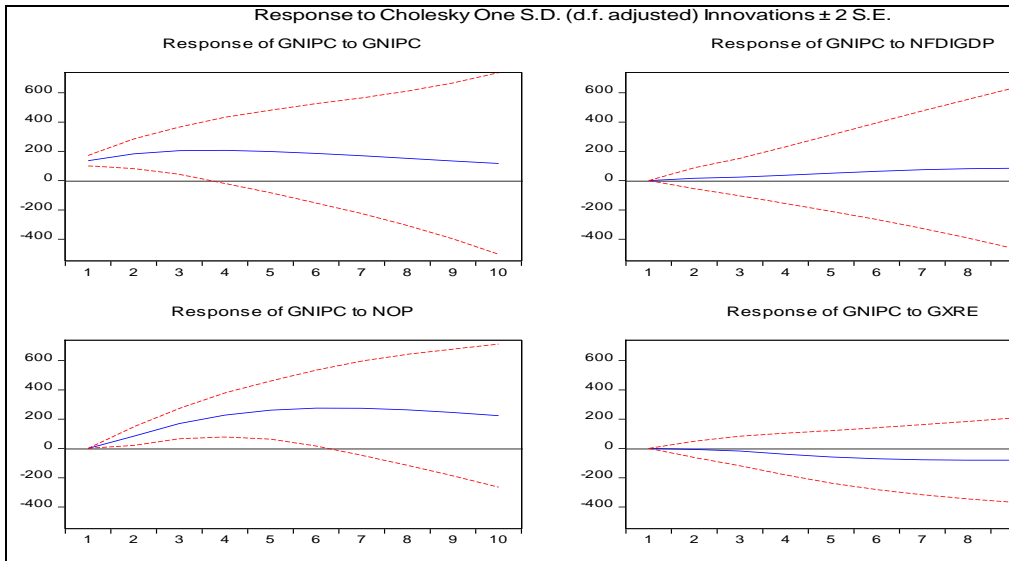 Response to Cholesky One S.D. (d.f. adjusted) Innovations ± 2 S.E.
Response of GNIPC to GNIPC
600
400
200
0
-200
-400
1 2 3 4 5 6 7 8 9 10
Response of GNIPC to NFDIGDP
600
400
200
0
-200
-400
1 2 3 4 5 6 7 8
Response of GNIPC to NOP
600
400
200
0
-200
-400
1 2 3 4 5 6 7 8 9 10
Response of GNIPC to GXRE
600
400
200
0
-200
-400
1 2 3 4 5 6 7 8